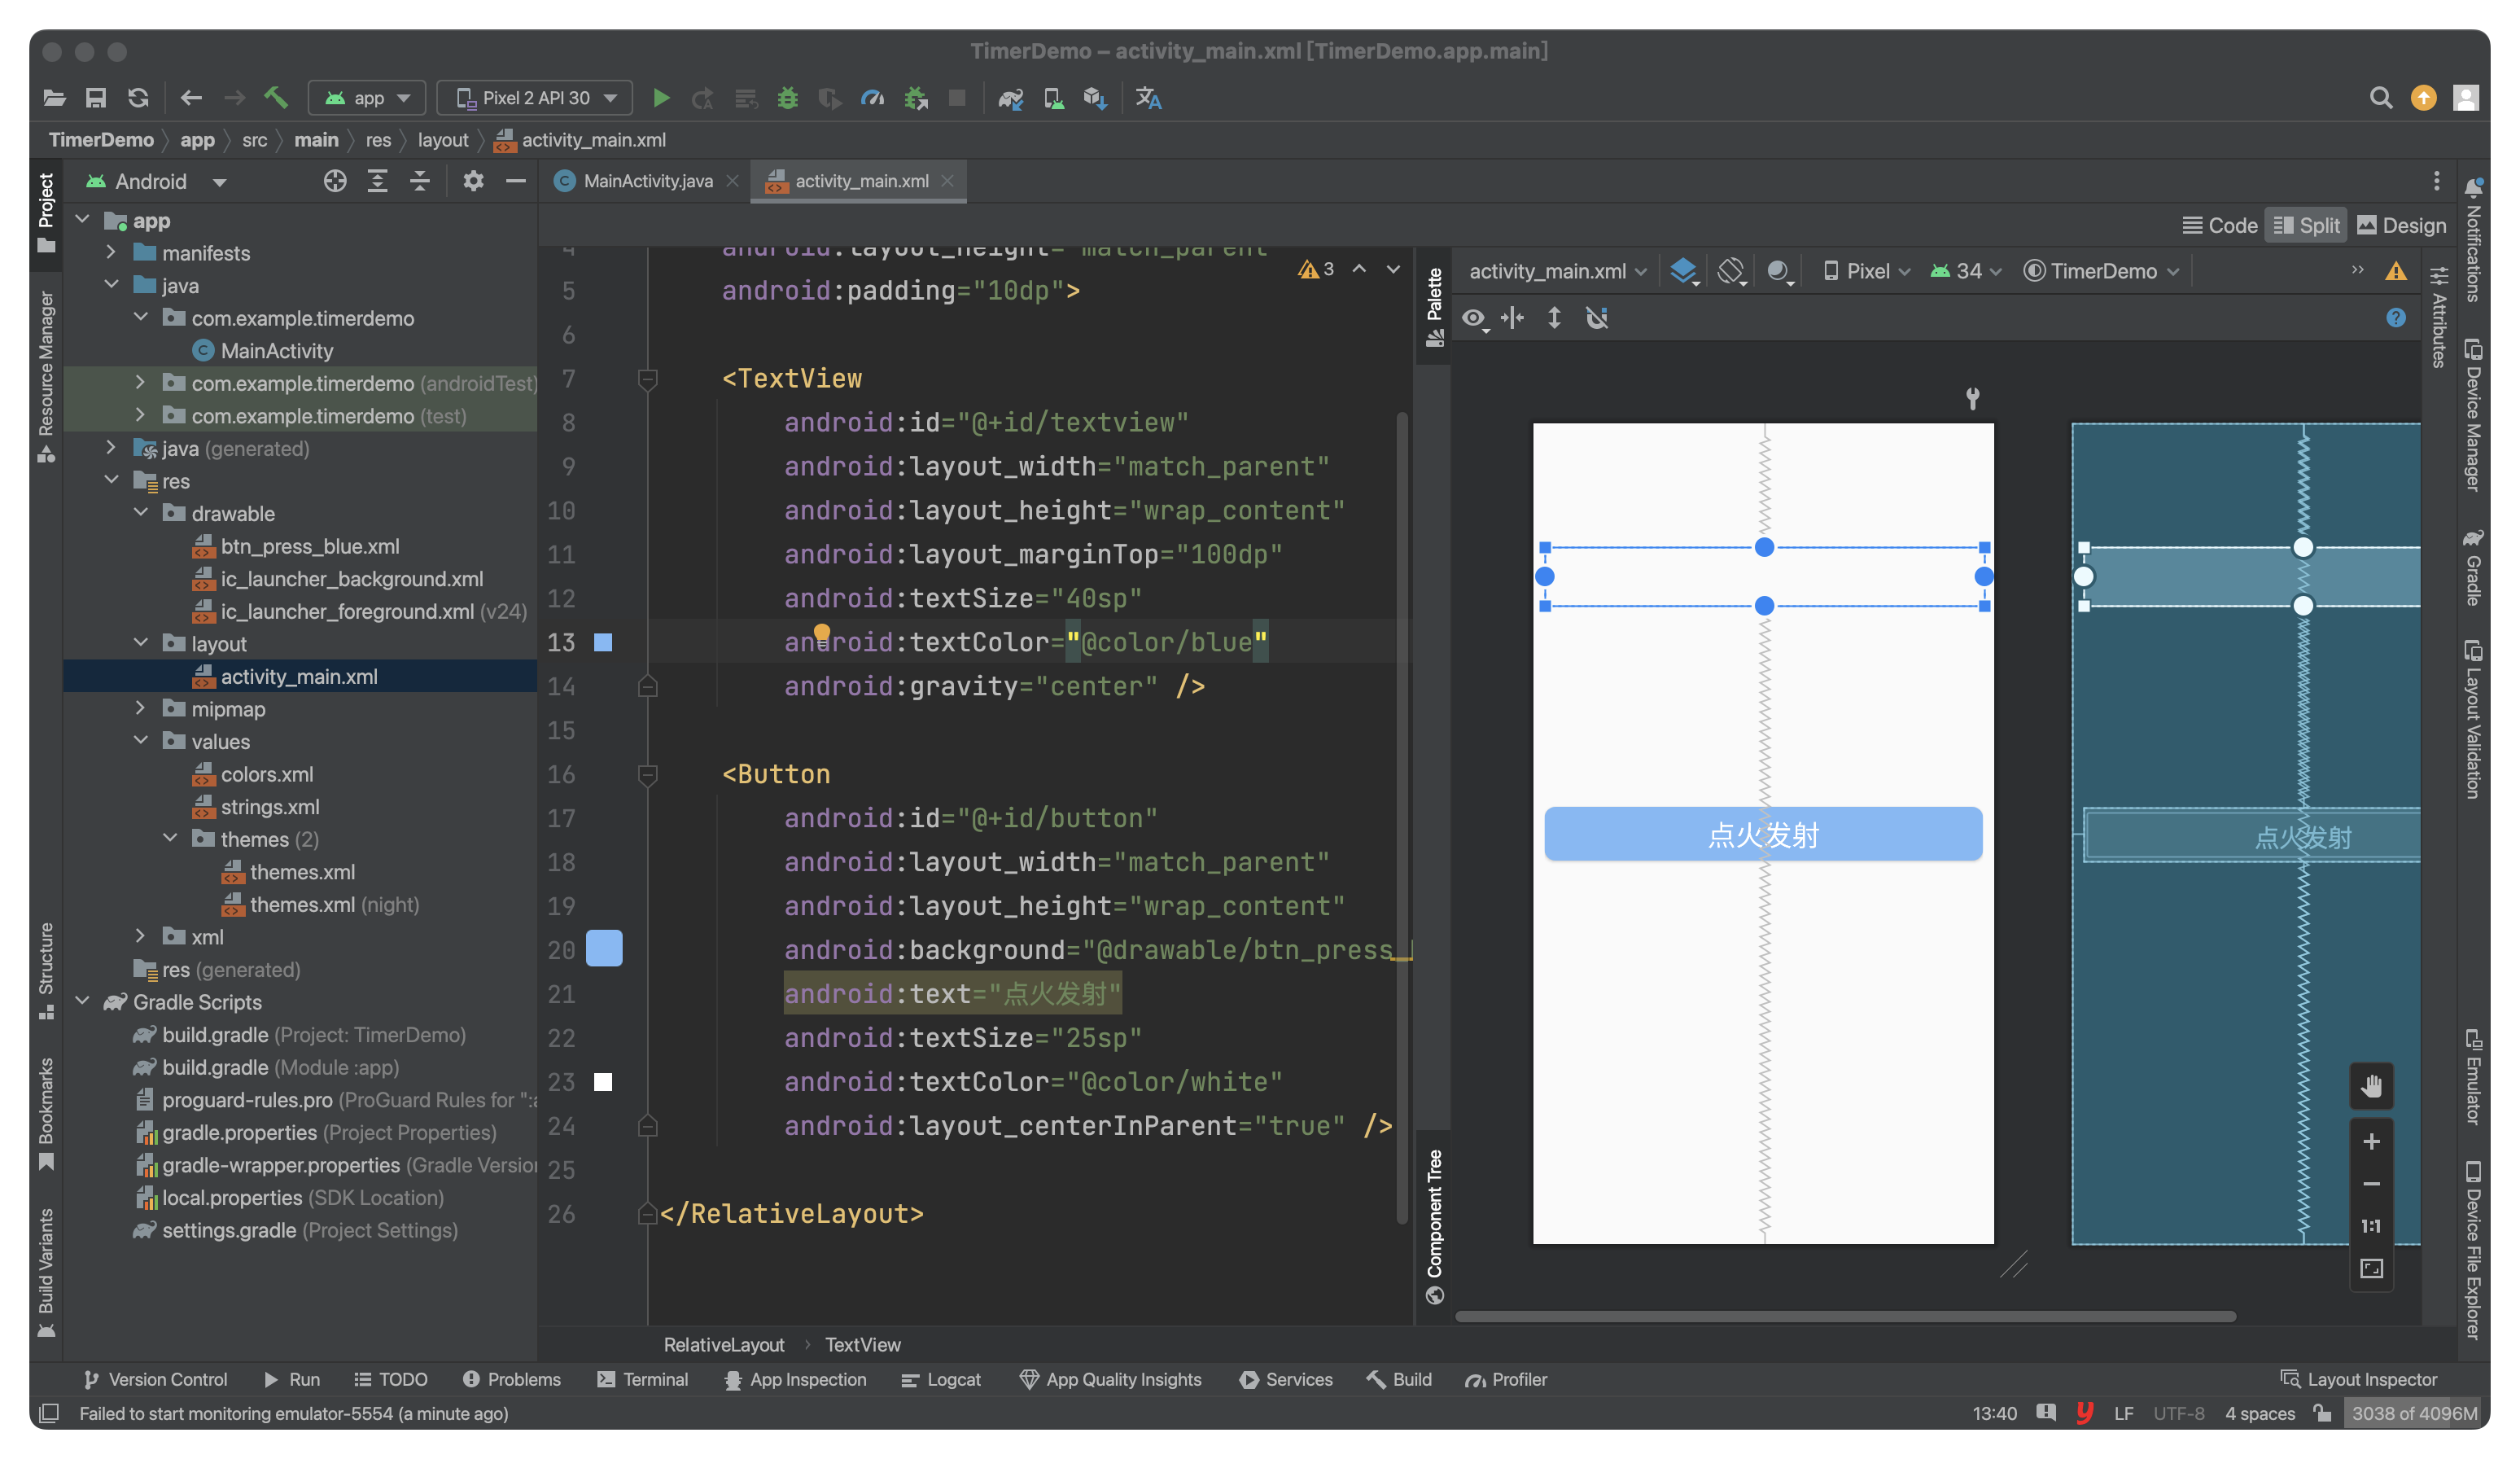 TimerDemo – activity_main.xml [TimerDemo.app.main]
app
Pixel 2 API 30
TimerDemo
app
src
main
res
layout
activity_main.xml
Project
Resource Manager
Structure
Bookmarks
Build Variants
Android
app
manifests
java
com.example.timerdemo
MainActivity
com.example.timerdemo (androidTest)
com.example.timerdemo (test)
java (generated)
res
drawable
btn_press_blue.xml
ic_launcher_background.xml
ic_launcher_foreground.xml (v24)
layout
activity_main.xml
mipmap
values
colors.xml
strings.xml
themes (2)
themes.xml
themes.xml (night)
xml
res (generated)
Gradle Scripts
build.gradle (Project: TimerDemo)
build.gradle (Module :app)
proguard-rules.pro (ProGuard Rules for ":a
gradle.properties (Project Properties)
gradle-wrapper.properties (Gradle Version
local.properties (SDK Location)
settings.gradle (Project Settings)
MainActivity.java
activity_main.xml
Code
Split
Design
3
4 android:layout_height="match_parent"
5 android:padding="10dp">
6
7 <TextView
8 android:id="@+id/textview"
9 android:layout_width="match_parent"
10 android:layout_height="wrap_content"
11 android:layout_marginTop="100dp"
12 android:textSize="40sp"
13 android:textColor="@color/blue"
14 android:gravity="center" />
15
16 <Button
17 android:id="@+id/button"
18 android:layout_width="match_parent"
19 android:layout_height="wrap_content"
20 android:background="@drawable/btn_press_
21 android:text="点火发射"
22 android:textSize="25sp"
23 android:textColor="@color/white"
24 android:layout_centerInParent="true" />
25
26 </RelativeLayout>
RelativeLayout
TextView
Palette
Component Tree
activity_main.xml
Pixel
34
TimerDemo
?
点火发射
点火发射
1:1
Attributes
Notifications
Device Manager
Gradle
Layout Validation
Emulator
Device File Explorer
Version Control
Run
TODO
Problems
Terminal
App Inspection
Logcat
App Quality Insights
Services
Build
Profiler
Layout Inspector
Failed to start monitoring emulator-5554 (a minute ago)
13:40
LF
UTF-8
4 spaces
3038 of 4096M